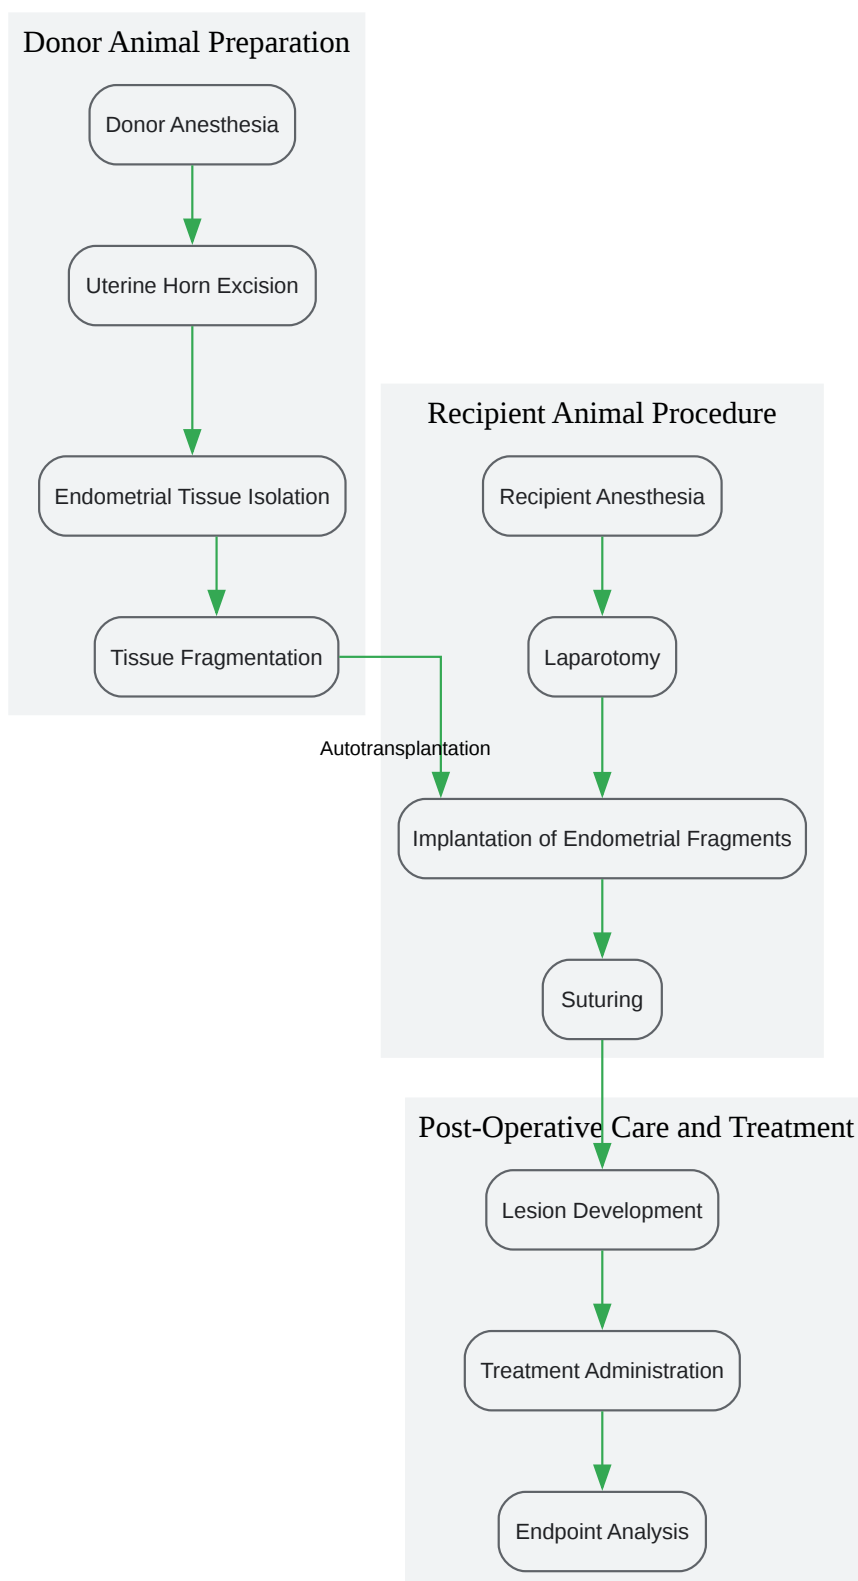 Donor Animal Preparation
Donor Anesthesia
Uterine Horn Excision
Endometrial Tissue Isolation
Tissue Fragmentation
Autotransplantation
Recipient Animal Procedure
Recipient Anesthesia
Laparotomy
Implantation of Endometrial Fragments
Suturing
Post-Operative Care and Treatment
Lesion Development
Treatment Administration
Endpoint Analysis